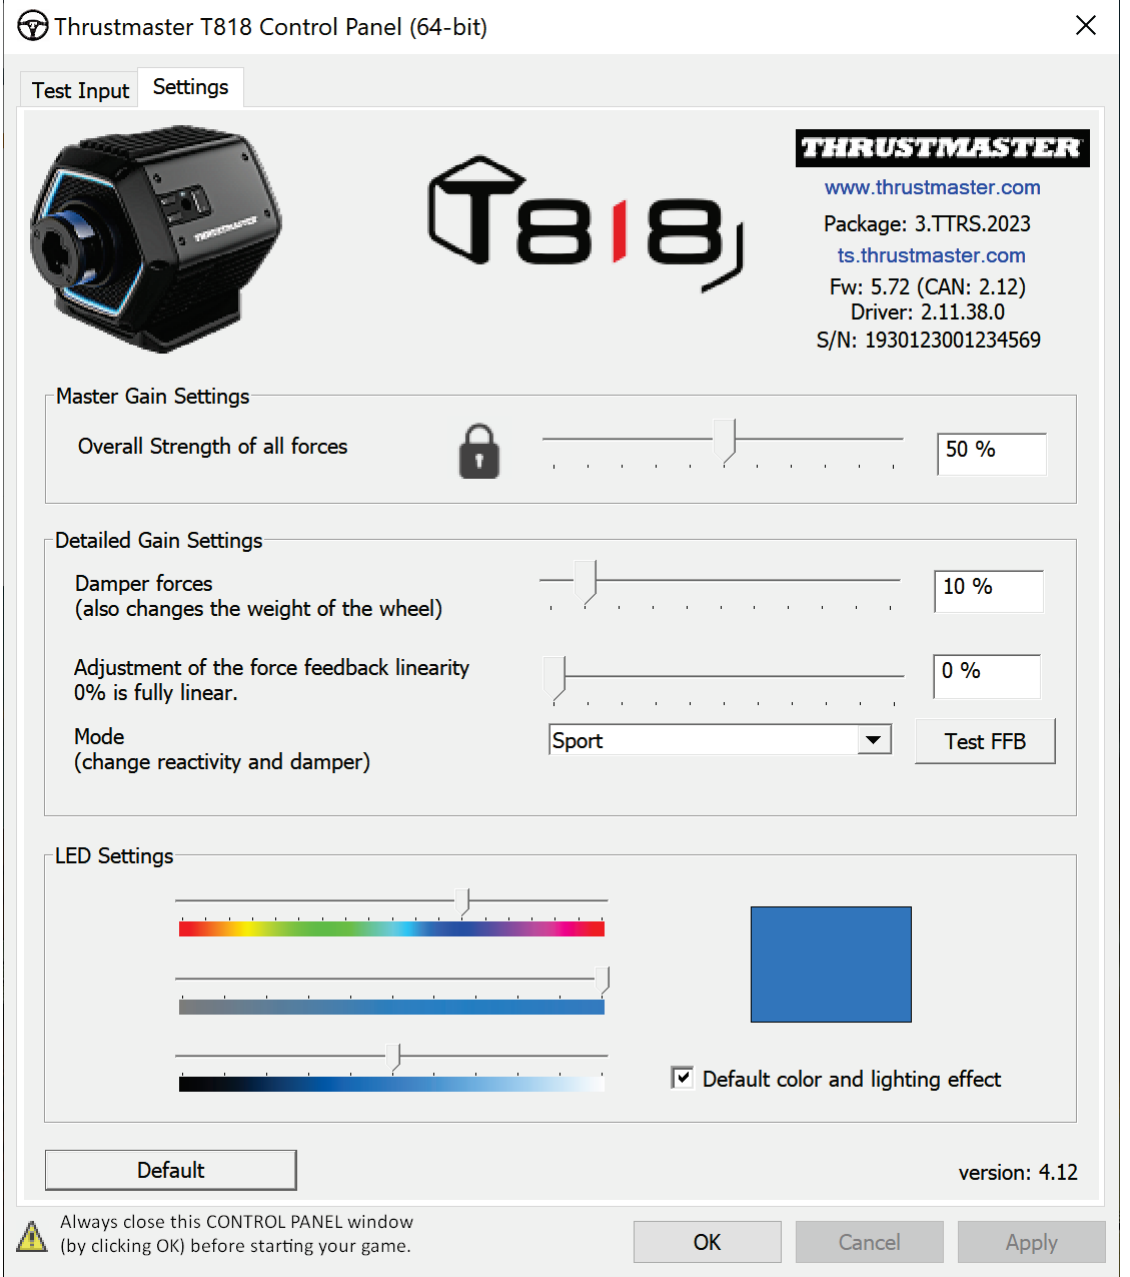 Thrustmaster T818 Control Panel (64-bit)
Test Input
Settings
THRUSTMASTER
T818
THRUSTMASTER
www.thrustmaster.com
Package: 3.TTRS.2023
ts.thrustmaster.com
Fw: 5.72 (CAN: 2.12)
Driver: 2.11.38.0
S/N: 1930123001234569
Master Gain Settings
Overall Strength of all forces
50 %
Detailed Gain Settings
Damper forces
(also changes the weight of the wheel)
10 %
Adjustment of the force feedback linearity
0% is fully linear.
0 %
Mode
(change reactivity and damper)
Sport
Test FFB
LED Settings
Default color and lighting effect
Default
version: 4.12
Always close this CONTROL PANEL window
(by clicking OK) before starting your game.
OK
Cancel
Apply